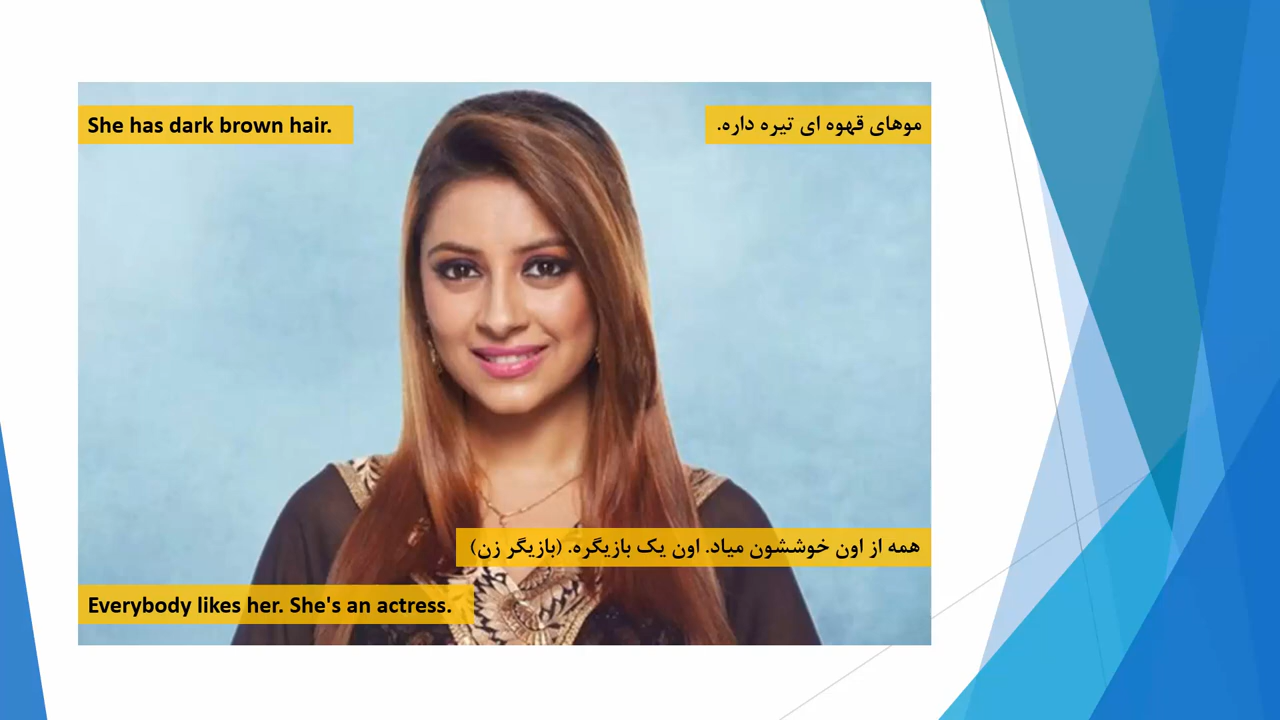 She has dark brown hair.
موهای قهوه ای تیره داره.
همه از اون خوششون میاد. اون یک بازیگره. (بازیگر زن)
Everybody likes her. She's an actress.